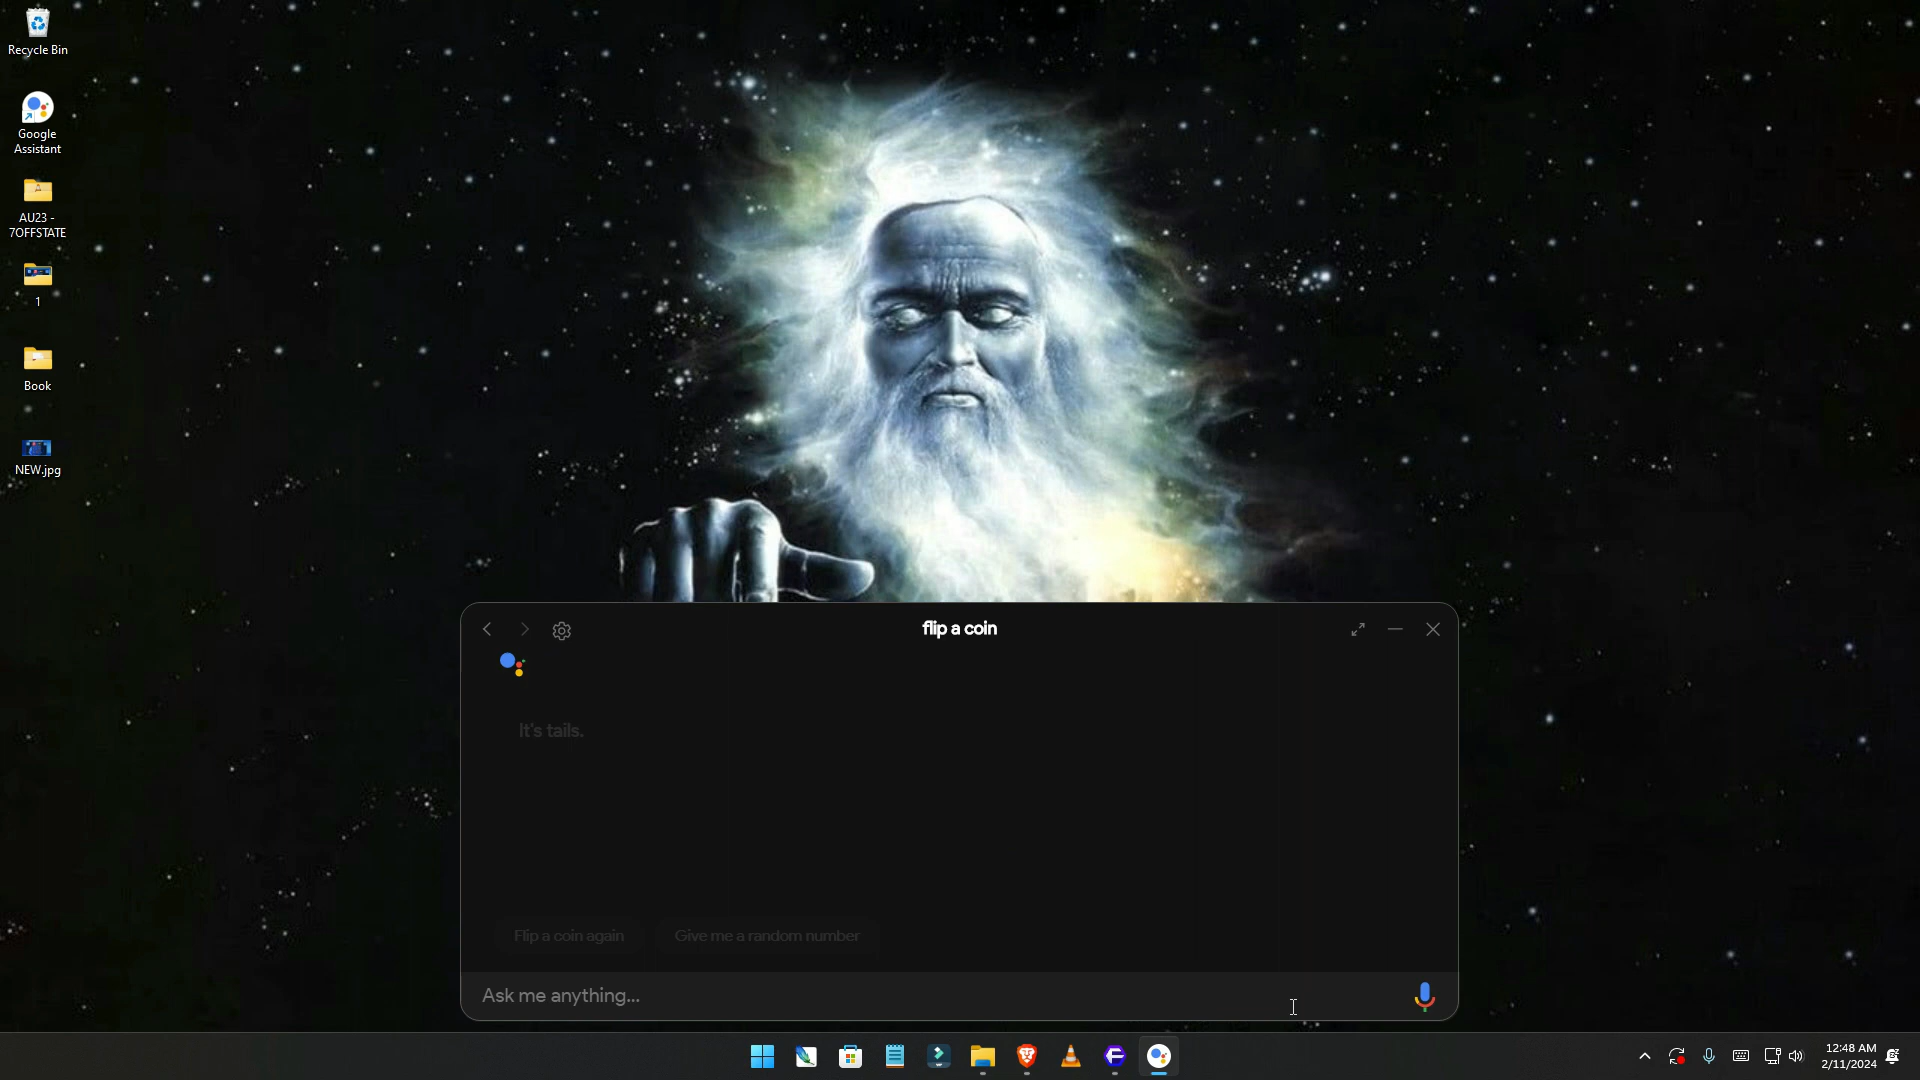 Recycle Bin
Google
Assistant
AU23 -
7OFFSTATE
1
Book
NEW.jpg
flip a coin
It's tails.
Flip a coin again
Give me a random number
Ask me anything...
12:48 AM
2/11/2024